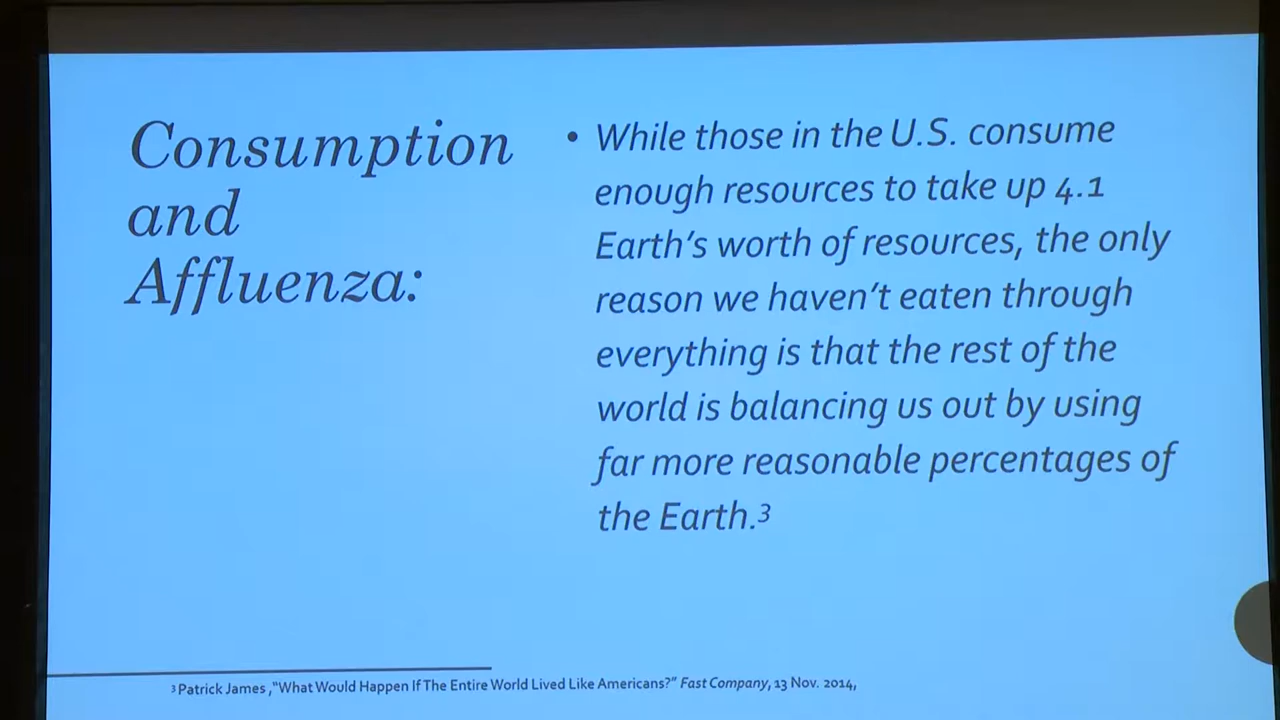 Consumption
and
Affluenza:
• While those in the U.S. consume
enough resources to take up 4.1
Earth's worth of resources, the only
reason we haven't eaten through
everything is that the rest of the
world is balancing us out by using
far more reasonable percentages of
the Earth.3
3 Patrick James ,"What Would Happen If The Entire World Lived Like Americans?" Fast Company, 13 Nov. 2014,